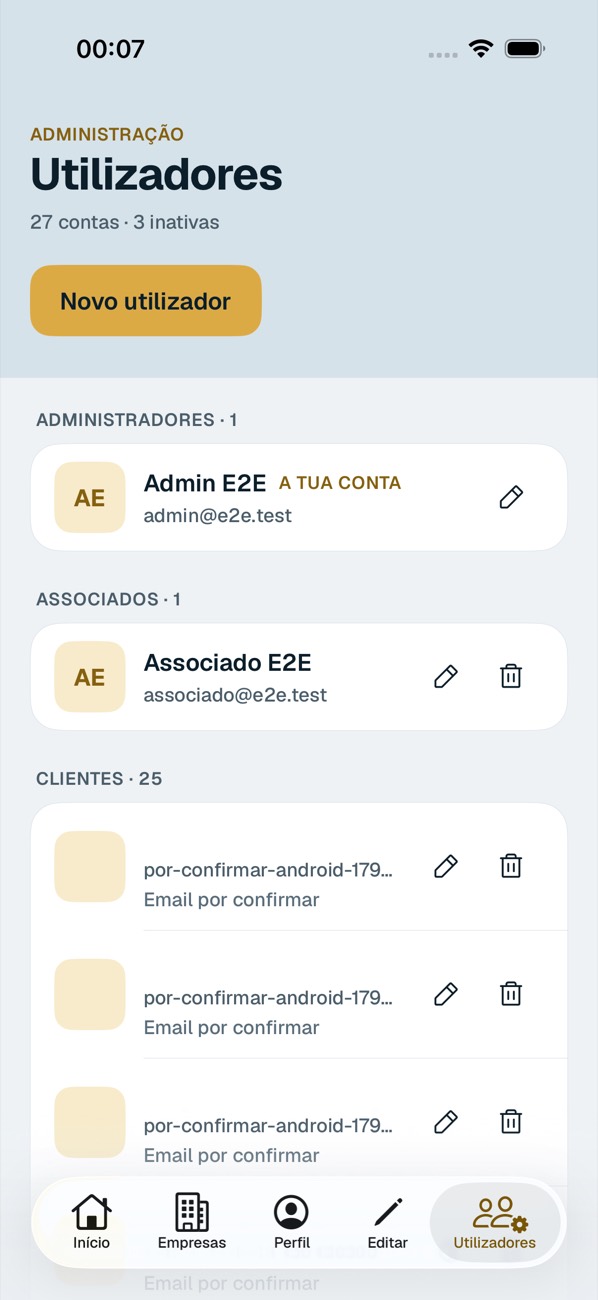 00:07
ADMINISTRAÇÃO
Utilizadores
27 contas · 3 inativas
Novo utilizador
ADMINISTRADORES · 1
AE
Admin E2E A TUA CONTA
admin@e2e.test
ASSOCIADOS · 1
AE
Associado E2E
associado@e2e.test
CLIENTES · 25
por-confirmar-android-179...
Email por confirmar
por-confirmar-android-179...
Email por confirmar
por-confirmar-android-179...
Email por confirmar
Início
Empresas
Perfil
Editar
Utilizadores
Email por confirmar